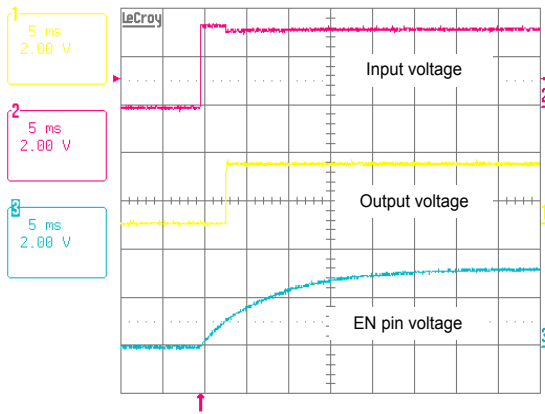 1
5 ms
2.00 V
LeCroy
Input voltage
2
5 ms
2.00 V
3
5 ms
2.00 V
Output voltage
EN pin voltage